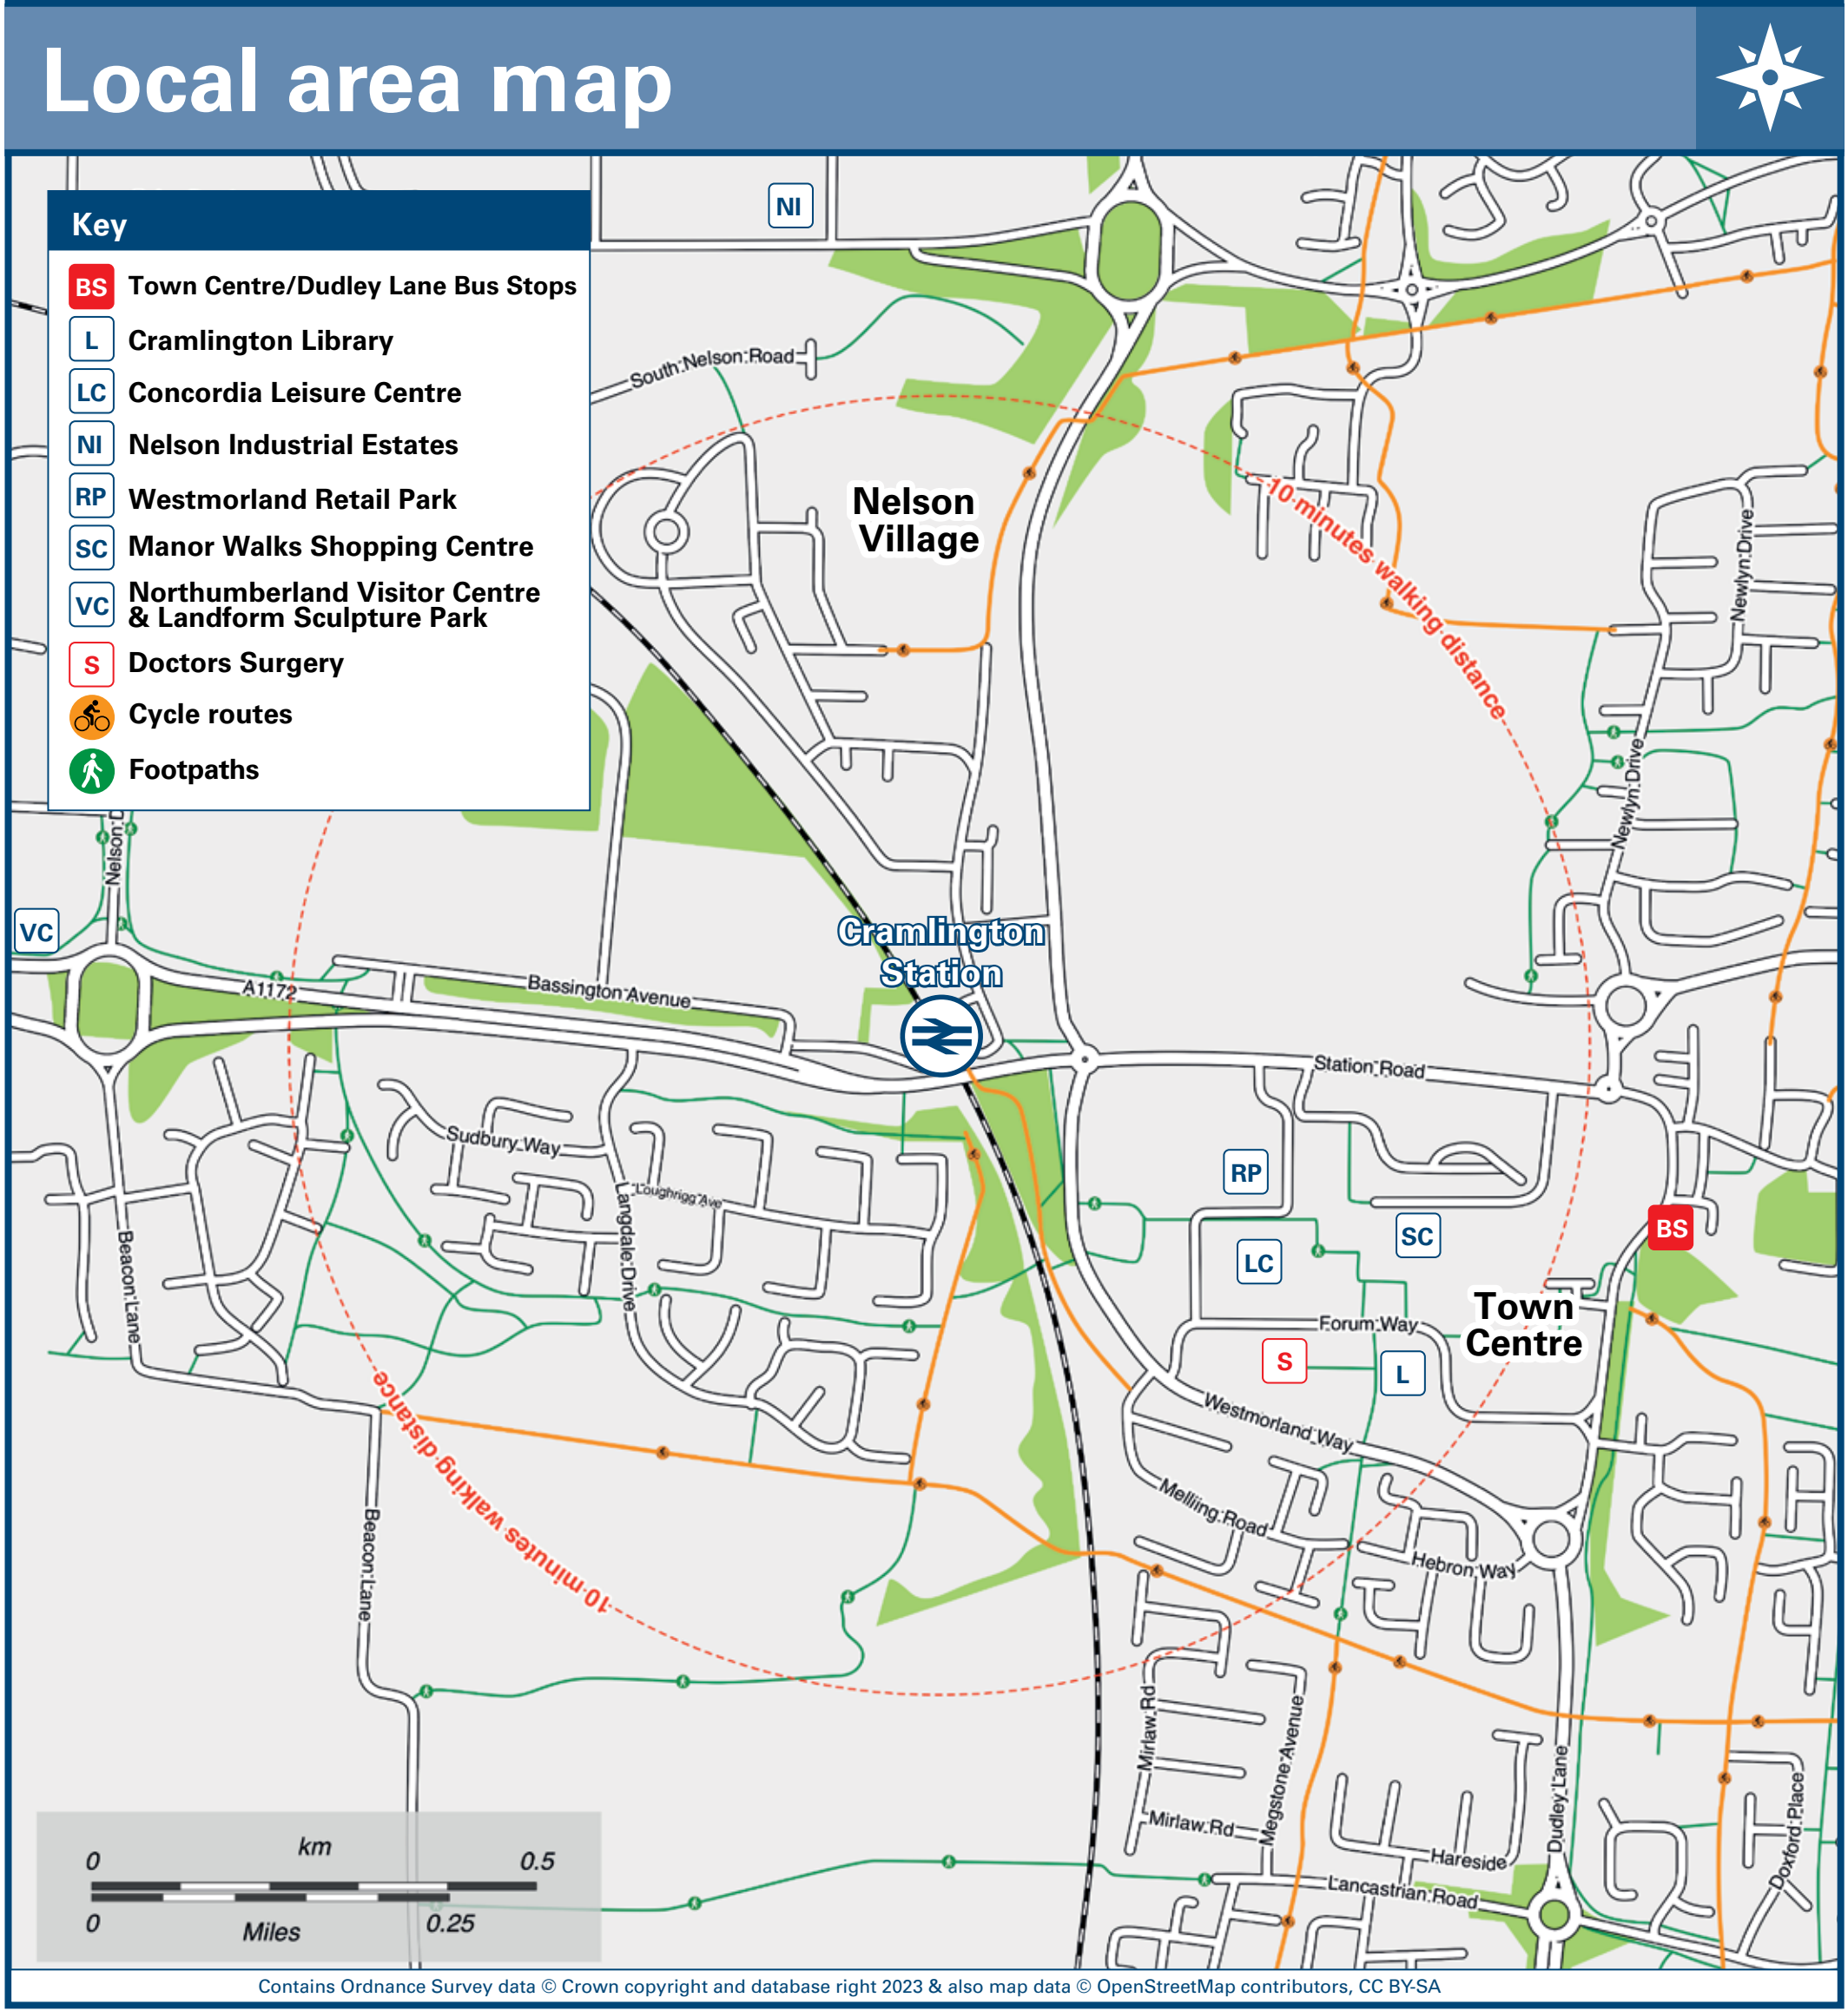 Local area map
Key
BS Town Centre/Dudley Lane Bus Stops
L Cramlington Library
LC Concordia Leisure Centre
NI Nelson Industrial Estates
RP Westmorland Retail Park
SC Manor Walks Shopping Centre
VC Northumberland Visitor Centre
& Landform Sculpture Park
S Doctors Surgery
Cycle routes
Footpaths
NI
South Nelson Road
Nelson
Village
10 minutes walking distance
Newlyn Drive
Newlyn Drive
Nelson D
VC
A1172
Bassington Avenue
Cramlington
Station
Station Road
Sudbury Way
Loughrigg Ave
Langdale Drive
Beacon Lane
RP
SC
BS
LC
Town
Centre
Forum Way
S
L
Westmorland Way
Melling Road
Hebron Way
10 minutes walking distance
Beacon Lane
Mirlaw Rd
Megstone Avenue
Mirlaw Rd
Dudley Lane
Doxford Place
Hareside
Lancastrian Road
km
0 0.5
0 0.25
Miles
Contains Ordnance Survey data © Crown copyright and database right 2023 & also map data © OpenStreetMap contributors, CC BY-SA